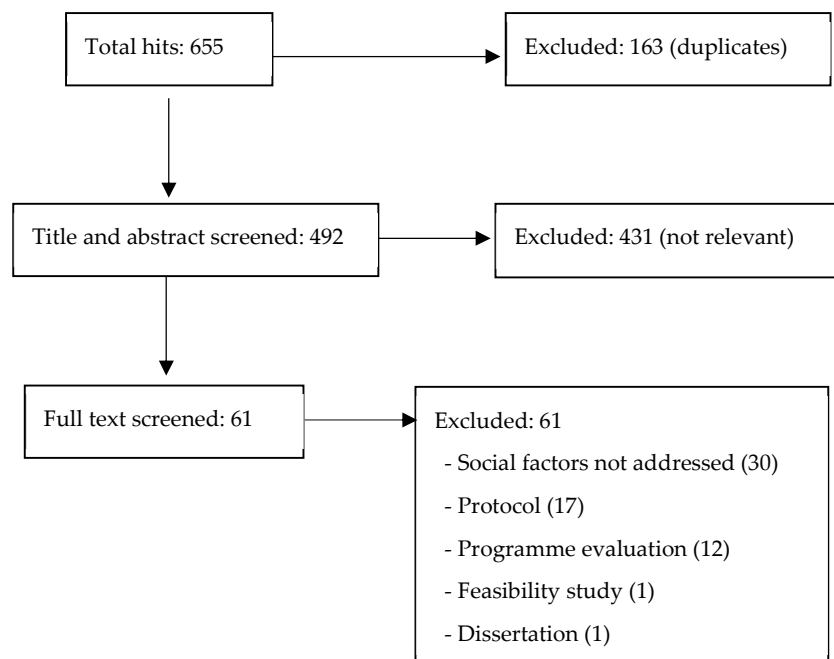 Total hits: 655
Excluded: 163 (duplicates)
Title and abstract screened: 492
Excluded: 431 (not relevant)
Full text screened: 61
Excluded: 61
- Social factors not addressed (30)
- Protocol (17)
- Programme evaluation (12)
- Feasibility study (1)
- Dissertation (1)